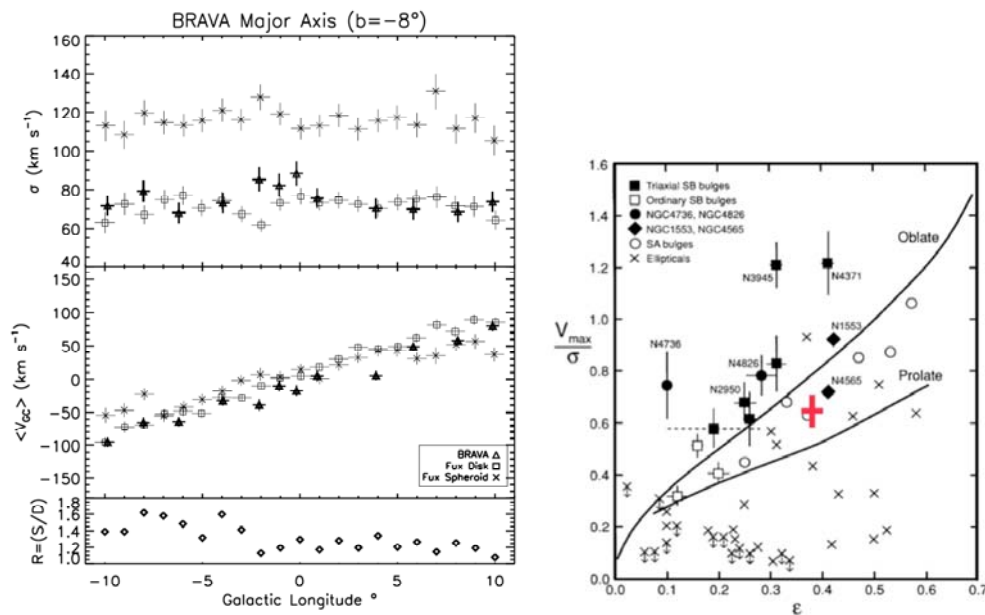 BRAVA Major Axis (b=−8°)
160
140
120
100
80
60
40
σ (km s⁻¹)
150
100
50
0
−50
−100
−150
<V_GC> (km s⁻¹)
BRAVA △
Fux Disk □
Fux Spheroid ×
1.6
1.4
1.2
1.0
R=(S/D)
−10 −5 0 5 10
Galactic Longitude °
1.6
1.4
1.2
1.0
0.8
0.6
0.4
0.2
0.0
V_max/σ
■ Triaxial SB bulges
□ Ordinary SB bulges
● NGC4736, NGC4826
◆ NGC1553, NGC4565
○ SA bulges
× Ellipticals
Oblate
N3945 N4371
N1553
N4736
N4826
Prolate
N2950
N4565
0.0 0.1 0.2 0.3 0.4 0.5 0.6 0.7
ε